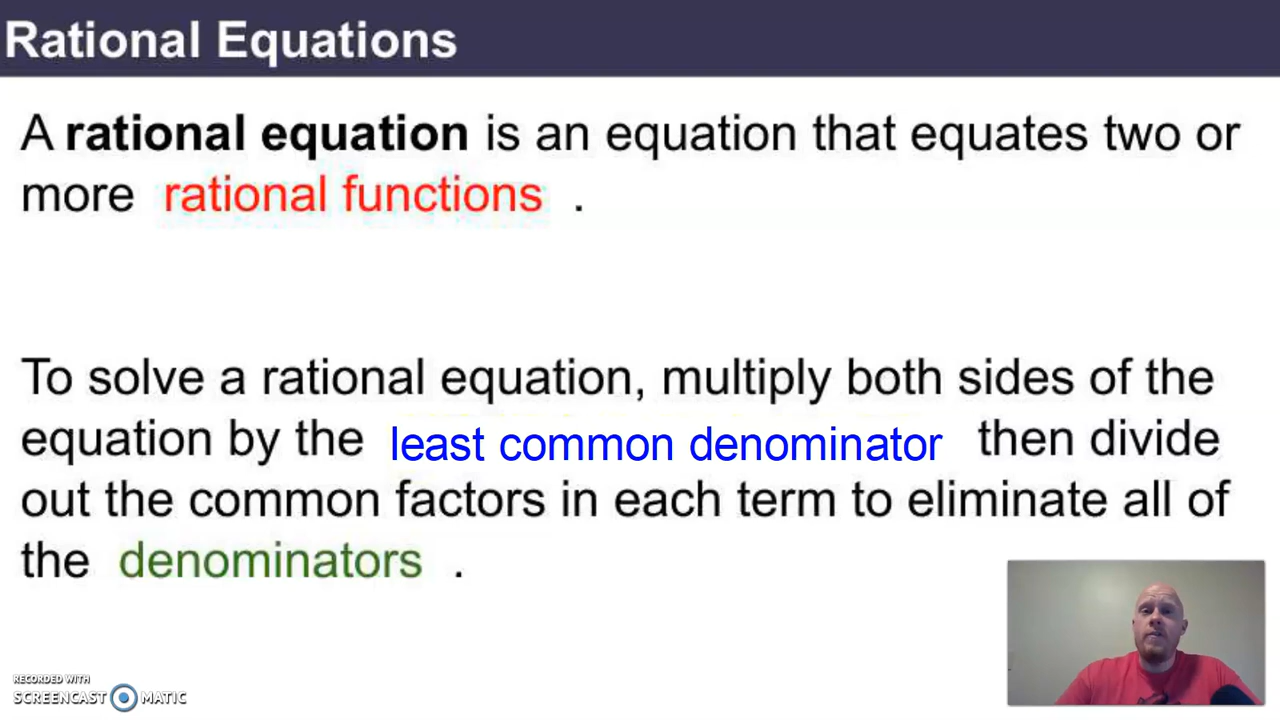 Rational Equations
A rational equation is an equation that equates two or
more rational functions .
To solve a rational equation, multiply both sides of the
equation by the least common denominator then divide
out the common factors in each term to eliminate all of
the denominators .
RECORDED WITH
SCREENCAST MATIC